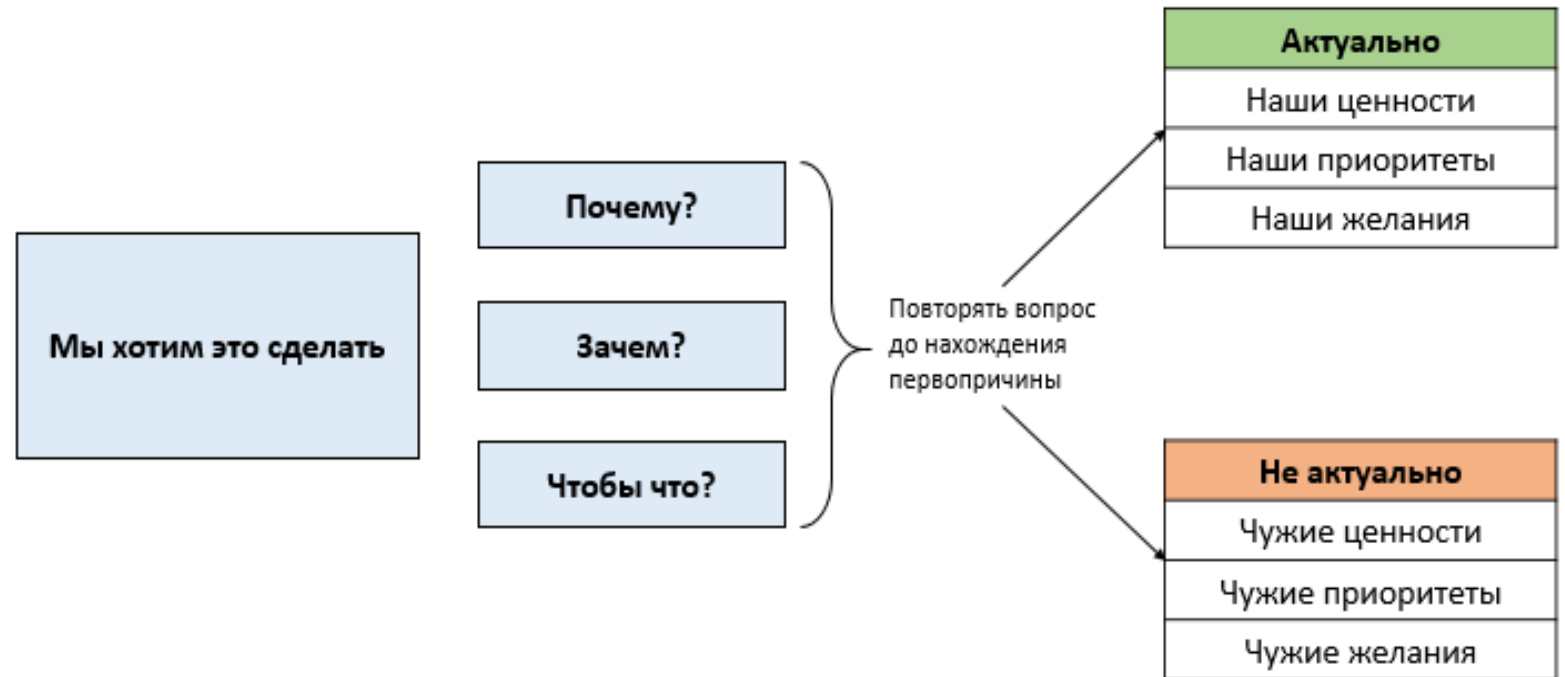 Мы хотим это сделать
Почему?
Зачем?
Чтобы что?
Повторять вопрос
до нахождения
первопричины
Актуально
Наши ценности
Наши приоритеты
Наши желания
Не актуально
Чужие ценности
Чужие приоритеты
Чужие желания